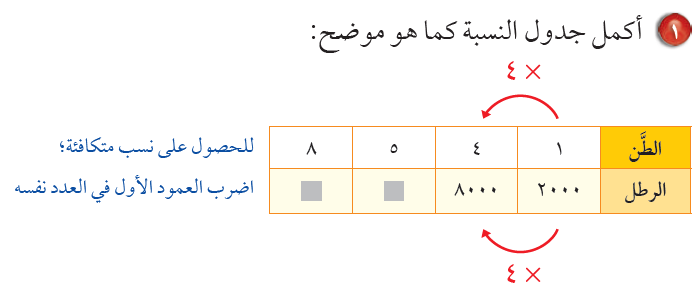 ١ أكمل جدول النسبة كما هو موضح:
× ٤
الطَّن ١ ٤ ٥ ٨
الرطل ٢٠٠٠ ٨٠٠٠
للحصول على نسب متكافئة؛
اضرب العمود الأول في العدد نفسه
× ٤